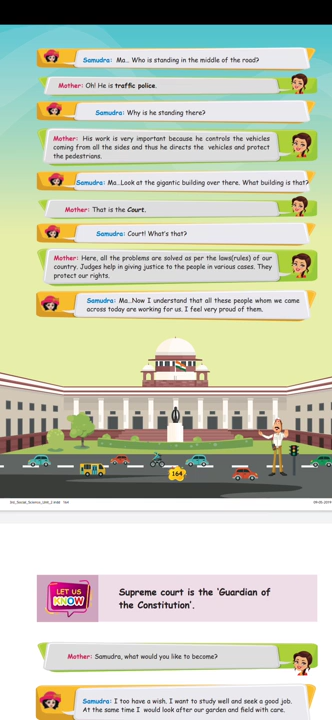 Samudra: Ma... Who is standing in the middle of the road?
Mother: Oh! He is traffic police.
Samudra: Why is he standing there?
Mother: His work is very important because he controls the vehicles
coming from all the sides and thus he directs the vehicles and protect
the pedestrians.
Samudra: Ma...Look at the gigantic building over there. What building is that?
Mother: That is the Court.
Samudra: Court! What's that?
Mother: Here, all the problems are solved as per the laws(rules) of our
country. Judges help in giving justice to the people in various cases. They
protect our rights.
Samudra: Ma...Now I understand that all these people whom we came
across today are working for us. I feel very proud of them.
164
LET US
KNOW
Supreme court is the 'Guardian of
the Constitution'.
Mother: Samudra, what would you like to become?
Samudra: I too have a wish. I want to study well and seek a good job.
At the same time I would look after our garden and field with care.